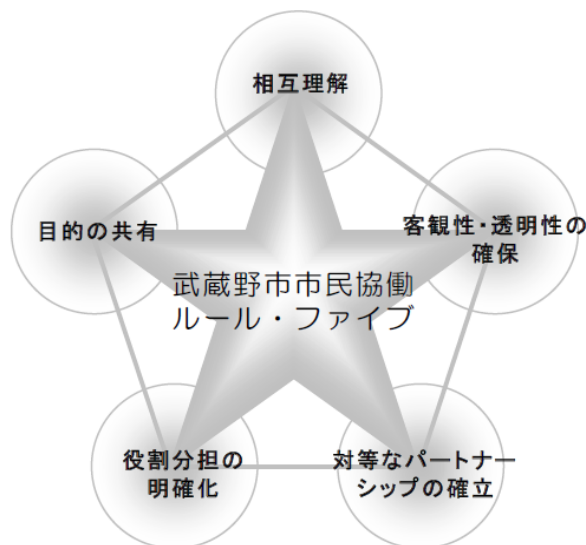 相互理解
目的の共有
客観性・透明性の
確保
武蔵野市市民協働
ルール・ファイブ
役割分担の
明確化
対等なパートナー
シップの確立